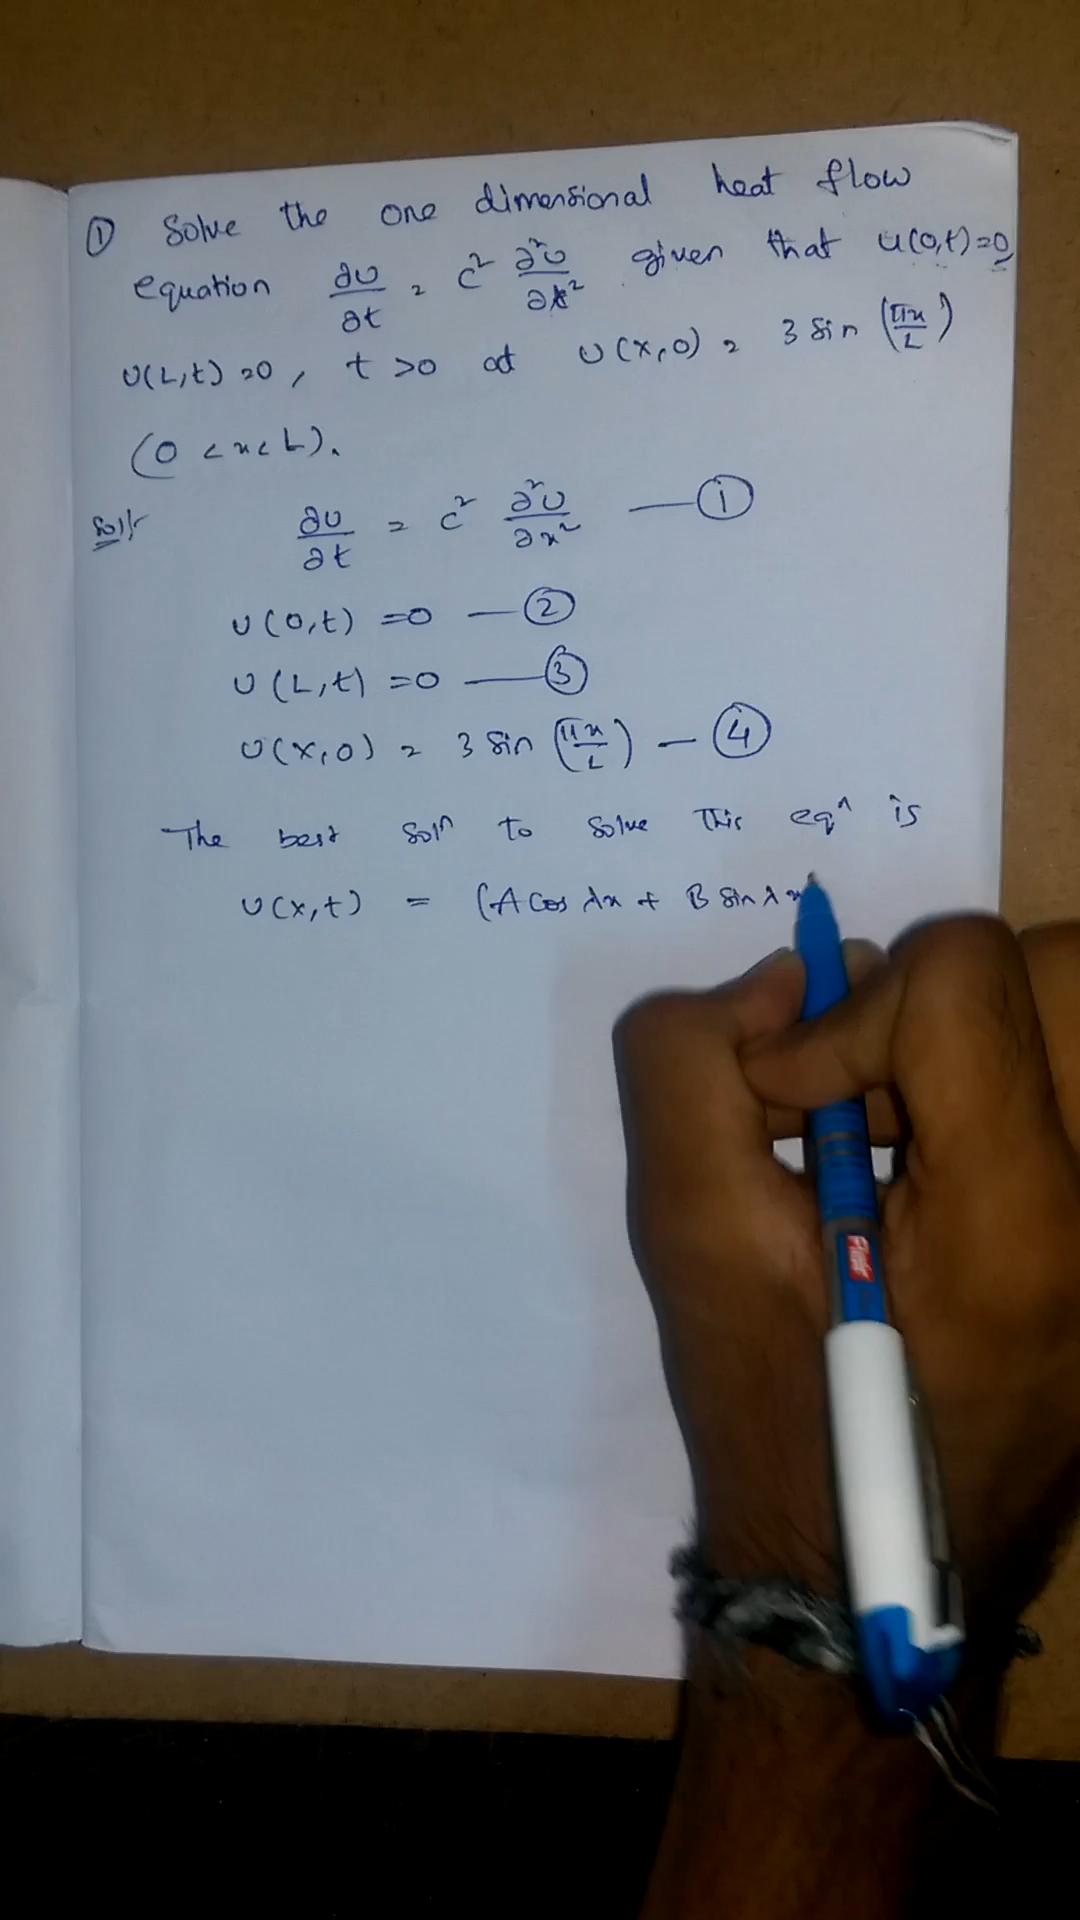 ① Solve the one dimensional heat flow
equation ∂U/∂t = c² ∂²U/∂x² given that u(0,t)=0
U(L,t)=0, t>0 at U(x,0) = 3 sin (πx/L)
(0 <x< L).
Sol:-
∂U/∂t = c² ∂²U/∂x² — ①
U(0,t) =0 — ②
U(L,t) =0 — ③
U(x,0) = 3 sin (πx/L) — ④
The best Solⁿ to solve this eqⁿ is
U(x,t) = (A cos λx + B sin λx